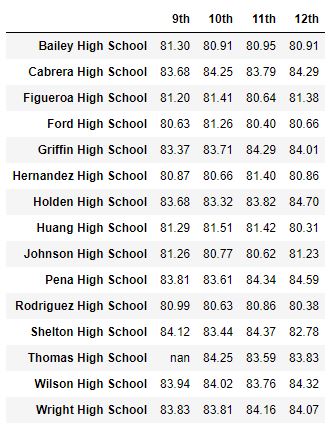 9th 10th 11th 12th
Bailey High School 81.30 80.91 80.95 80.91
Cabrera High School 83.68 84.25 83.79 84.29
Figueroa High School 81.20 81.41 80.64 81.38
Ford High School 80.63 81.26 80.40 80.66
Griffin High School 83.37 83.71 84.29 84.01
Hernandez High School 80.87 80.66 81.40 80.86
Holden High School 83.68 83.32 83.82 84.70
Huang High School 81.29 81.51 81.42 80.31
Johnson High School 81.26 80.77 80.62 81.23
Pena High School 83.81 83.61 84.34 84.59
Rodriguez High School 80.99 80.63 80.86 80.38
Shelton High School 84.12 83.44 84.37 82.78
Thomas High School nan 84.25 83.59 83.83
Wilson High School 83.94 84.02 83.76 84.32
Wright High School 83.83 83.81 84.16 84.07